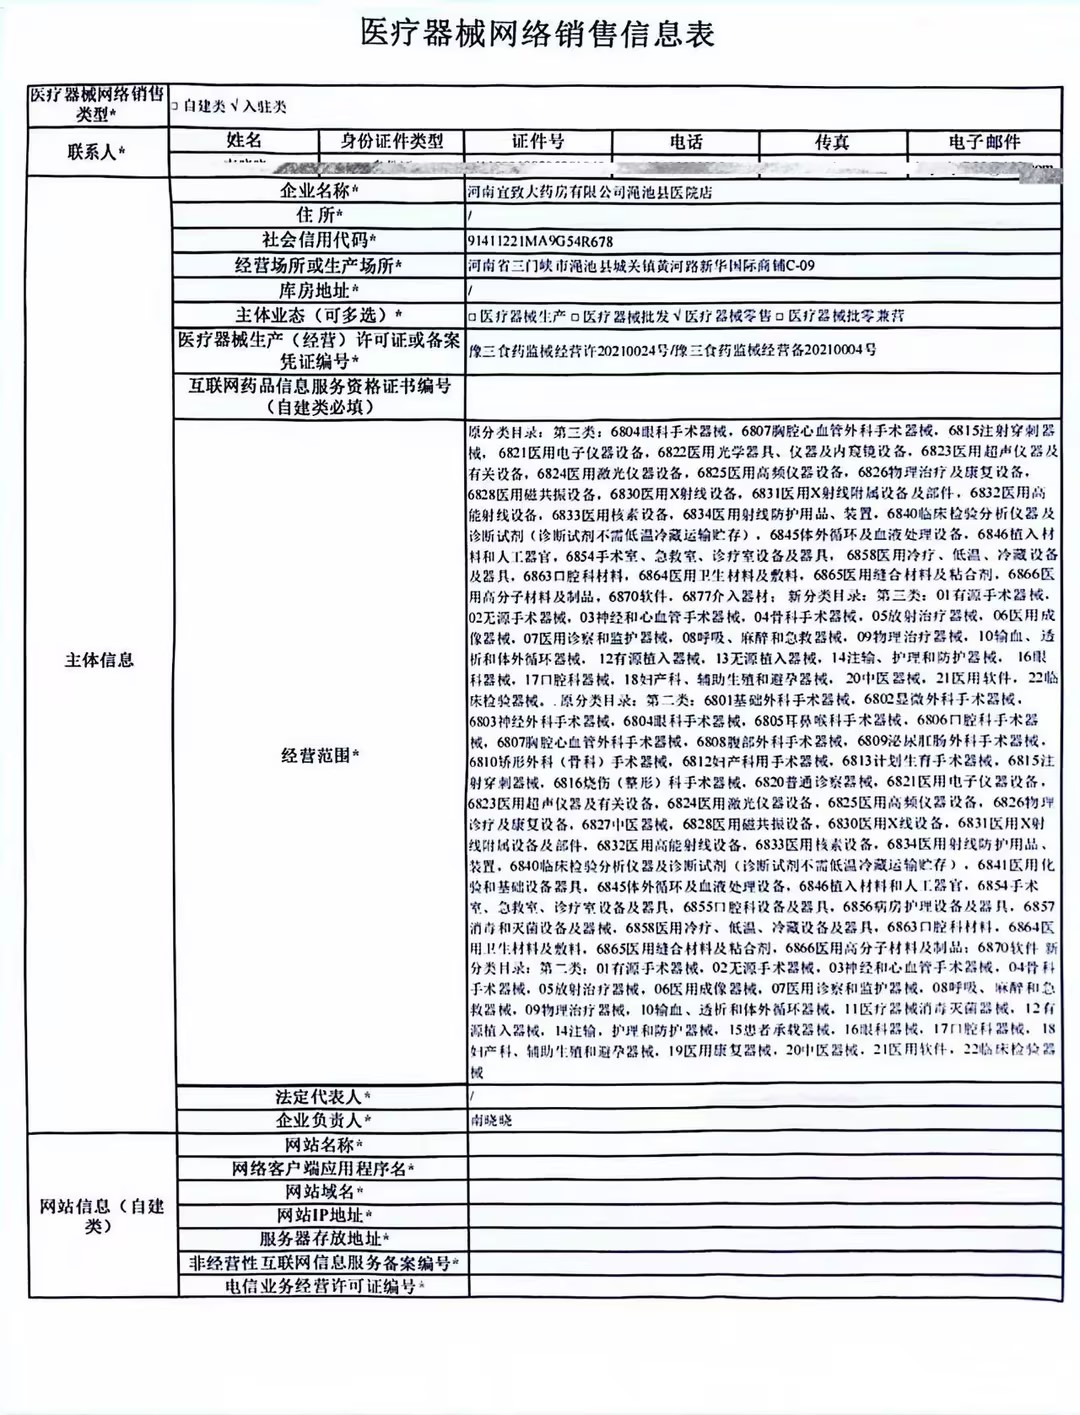 医疗器械网络销售信息表
医疗器械网络销售
类型*
□ 自建类 √ 入驻类
联系人*
姓名 身份证件类型 证件号 电话 传真 电子邮件
主体信息
企业名称* 河南宜致大药房有限公司渑池县医院店
住 所* /
社会信用代码* 91411221MA9G54R678
经营场所或生产场所* 河南省三门峡市渑池县城关镇黄河路新华国际商铺C-09
库房地址* /
主体业态（可多选）* □ 医疗器械生产 □ 医疗器械批发 √ 医疗器械零售 □ 医疗器械批零兼营
医疗器械生产（经营）许可证或备案
凭证编号*
豫三食药监械经营许20210024号/豫三食药监械经营备20210004号
互联网药品信息服务资格证书编号
（自建类必填）
经营范围*
原分类目录：第三类：6804眼科手术器械，6807胸腔心血管外科手术器械，6815注射穿刺器
械，6821医用电子仪器设备，6822医用光学器具、仪器及内窥镜设备，6823医用超声仪器及
有关设备，6824医用激光仪器设备，6825医用高频仪器设备，6826物理治疗及康复设备，
6828医用磁共振设备，6830医用X射线设备，6831医用X射线附属设备及部件，6832医用高
能射线设备，6833医用核素设备，6834医用射线防护用品、装置，6840临床检验分析仪器及
诊断试剂（诊断试剂不需低温冷藏运输贮存），6845体外循环及血液处理设备，6846植入材
料和人工器官，6854手术室、急救室、诊疗室设备及器具，6858医用冷疗、低温、冷藏设备
及器具，6863口腔科材料，6864医用卫生材料及敷料，6865医用缝合材料及粘合剂，6866医
用高分子材料及制品，6870软件，6877介入器材；新分类目录：第三类：01有源手术器械，
02无源手术器械，03神经和心血管手术器械，04骨科手术器械，05放射治疗器械，06医用成
像器械，07医用诊察和监护器械，08呼吸、麻醉和急救器械，09物理治疗器械，10输血、透
析和体外循环器械， 12有源植入器械，13无源植入器械，14注输、护理和防护器械， 16眼
科器械，17口腔科器械，18妇产科、辅助生殖和避孕器械，20中医器械，21医用软件，22临
床检验器械，. 原分类目录：第二类：6801基础外科手术器械，6802显微外科手术器械，
6803神经外科手术器械，6804眼科手术器械，6805耳鼻喉科手术器械，6806口腔科手术器
械，6807胸腔心血管外科手术器械，6808腹部外科手术器械，6809泌尿肛肠外科手术器械，
6810矫形外科（骨科）手术器械，6812妇产科用手术器械，6813计划生育手术器械，6815注
射穿刺器械，6816烧伤（整形）科手术器械，6820普通诊察器械，6821医用电子仪器设备，
6823医用超声仪器及有关设备，6824医用激光仪器设备，6825医用高频仪器设备，6826物理
诊疗及康复设备，6827中医器械，6828医用磁共振设备，6830医用X线设备，6831医用X射
线附属设备及部件，6832医用高能射线设备，6833医用核素设备，6834医用射线防护用品、
装置，6840临床检验分析仪器及诊断试剂（诊断试剂不需低温冷藏运输贮存），6841医用化
验和基础设备器具，6845体外循环及血液处理设备，6846植入材料和人工器官，6854手术
室、急救室、诊疗室设备及器具，6855口腔科设备及器具，6856病房护理设备及器具，6857
消毒和灭菌设备及器械，6858医用冷疗、低温、冷藏设备及器具，6863口腔科材料，6864医
用卫生材料及敷料，6865医用缝合材料及粘合剂，6866医用高分子材料及制品；6870软件 新
分类目录：第二类：01有源手术器械，02无源手术器械，03神经和心血管手术器械，04骨科
手术器械，05放射治疗器械，06医用成像器械，07医用诊察和监护器械，08呼吸、麻醉和急
救器械，09物理治疗器械，10输血、透析和体外循环器械，11医疗器械消毒灭菌器械，12有
源植入器械，14注输，护理和防护器械，15患者承载器械，16眼科器械，17口腔科器械，18
妇产科、辅助生殖和避孕器械，19医用康复器械，20中医器械，21医用软件，22临床检验器
械
法定代表人* /
企业负责人* 南晓晓
网站信息（自建
类）
网站名称*
网络客户端应用程序名*
网站域名*
网站IP地址*
服务器存放地址*
非经营性互联网信息服务备案编号*
电信业务经营许可证编号*